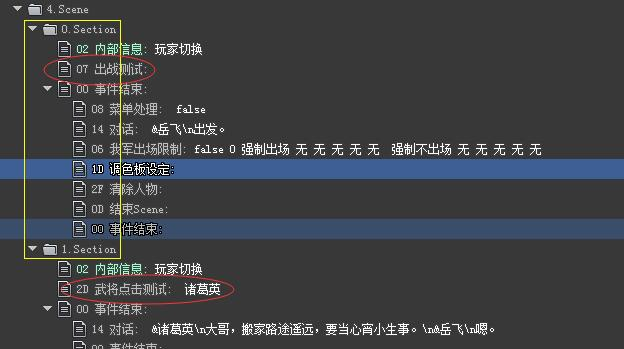 4.Scene
0.Section
02 内部信息: 玩家切换
07 出战测试:
00 事件结束:
08 菜单处理: false
14 对话: &岳飞\n出发。
06 我军出场限制: false 0 强制出场 无 无 无 无 无 强制不出场 无 无 无 无 无
1D 调色板设定:
2F 清除人物:
0D 结束Scene:
00 事件结束:
1.Section
02 内部信息: 玩家切换
2D 武将点击测试: 诸葛英
00 事件结束:
14 对话: &诸葛英\n大哥，搬家路途遥远，要当心宵小生事。\n&岳飞\n嗯。
00 事件结束: